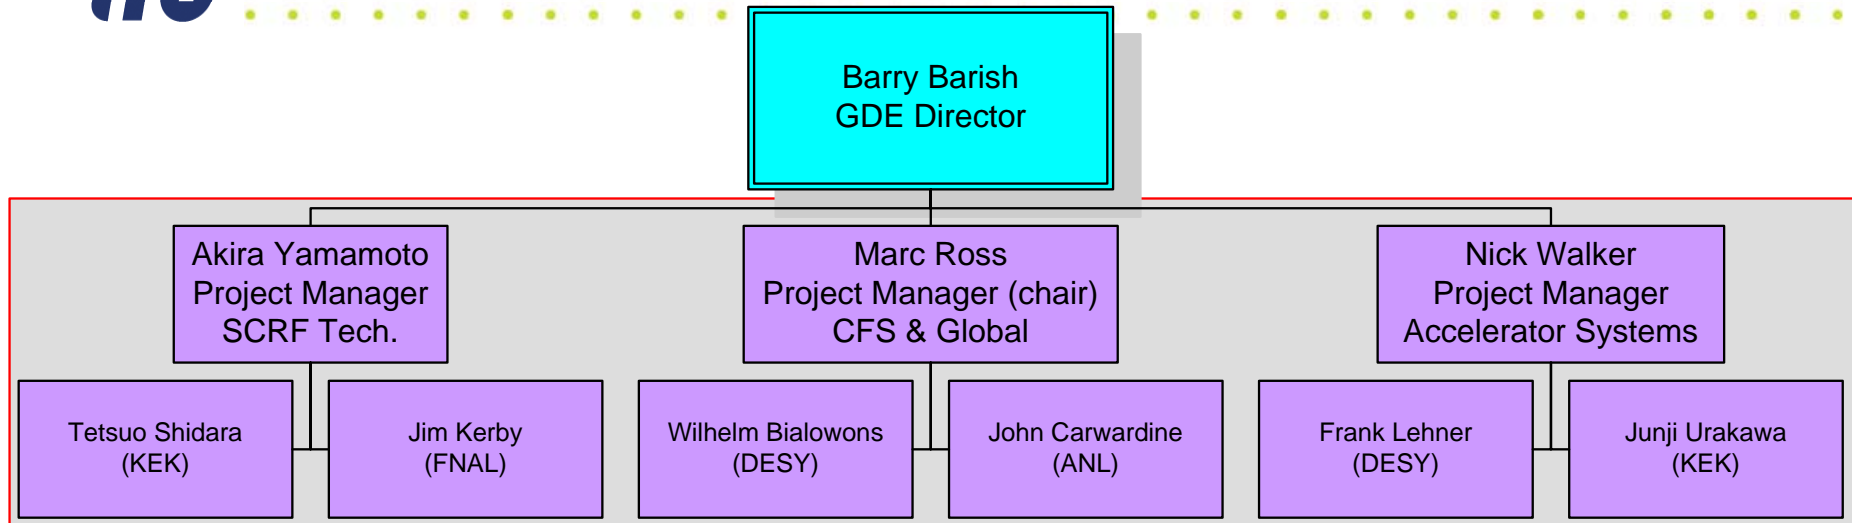 Barry Barish
GDE Director
Akira Yamamoto
Project Manager
SCRF Tech.
Marc Ross
Project Manager (chair)
CFS & Global
Nick Walker
Project Manager
Accelerator Systems
Tetsuo Shidara
(KEK)
Jim Kerby
(FNAL)
Wilhelm Bialowons
(DESY)
John Carwardine
(ANL)
Frank Lehner
(DESY)
Junji Urakawa
(KEK)